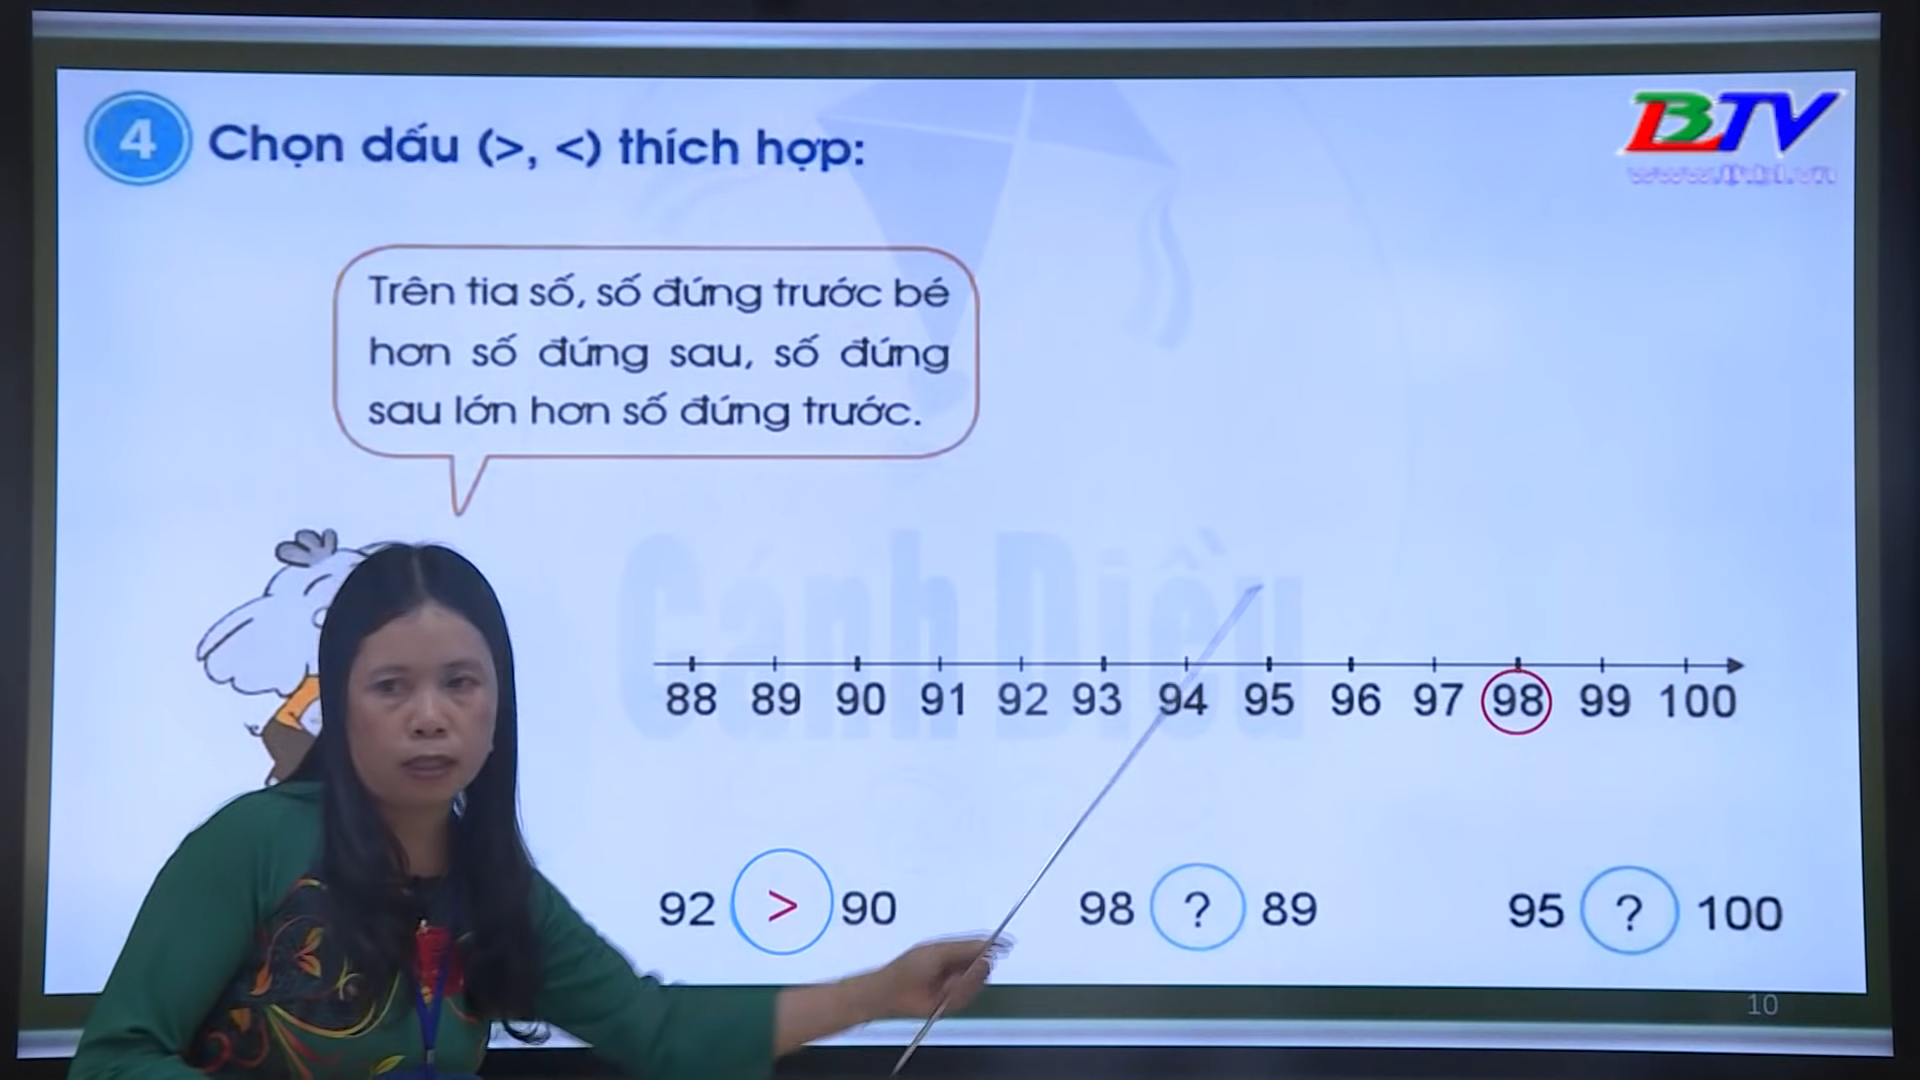 4 Chọn dấu (>, <) thích hợp:
BTV
Trên tia số, số đứng trước bé
hơn số đứng sau, số đứng
sau lớn hơn số đứng trước.
Cánh Diều
88 89 90 91 92 93 94 95 96 97 98 99 100
92 > 90 98 ? 89 95 ? 100
10